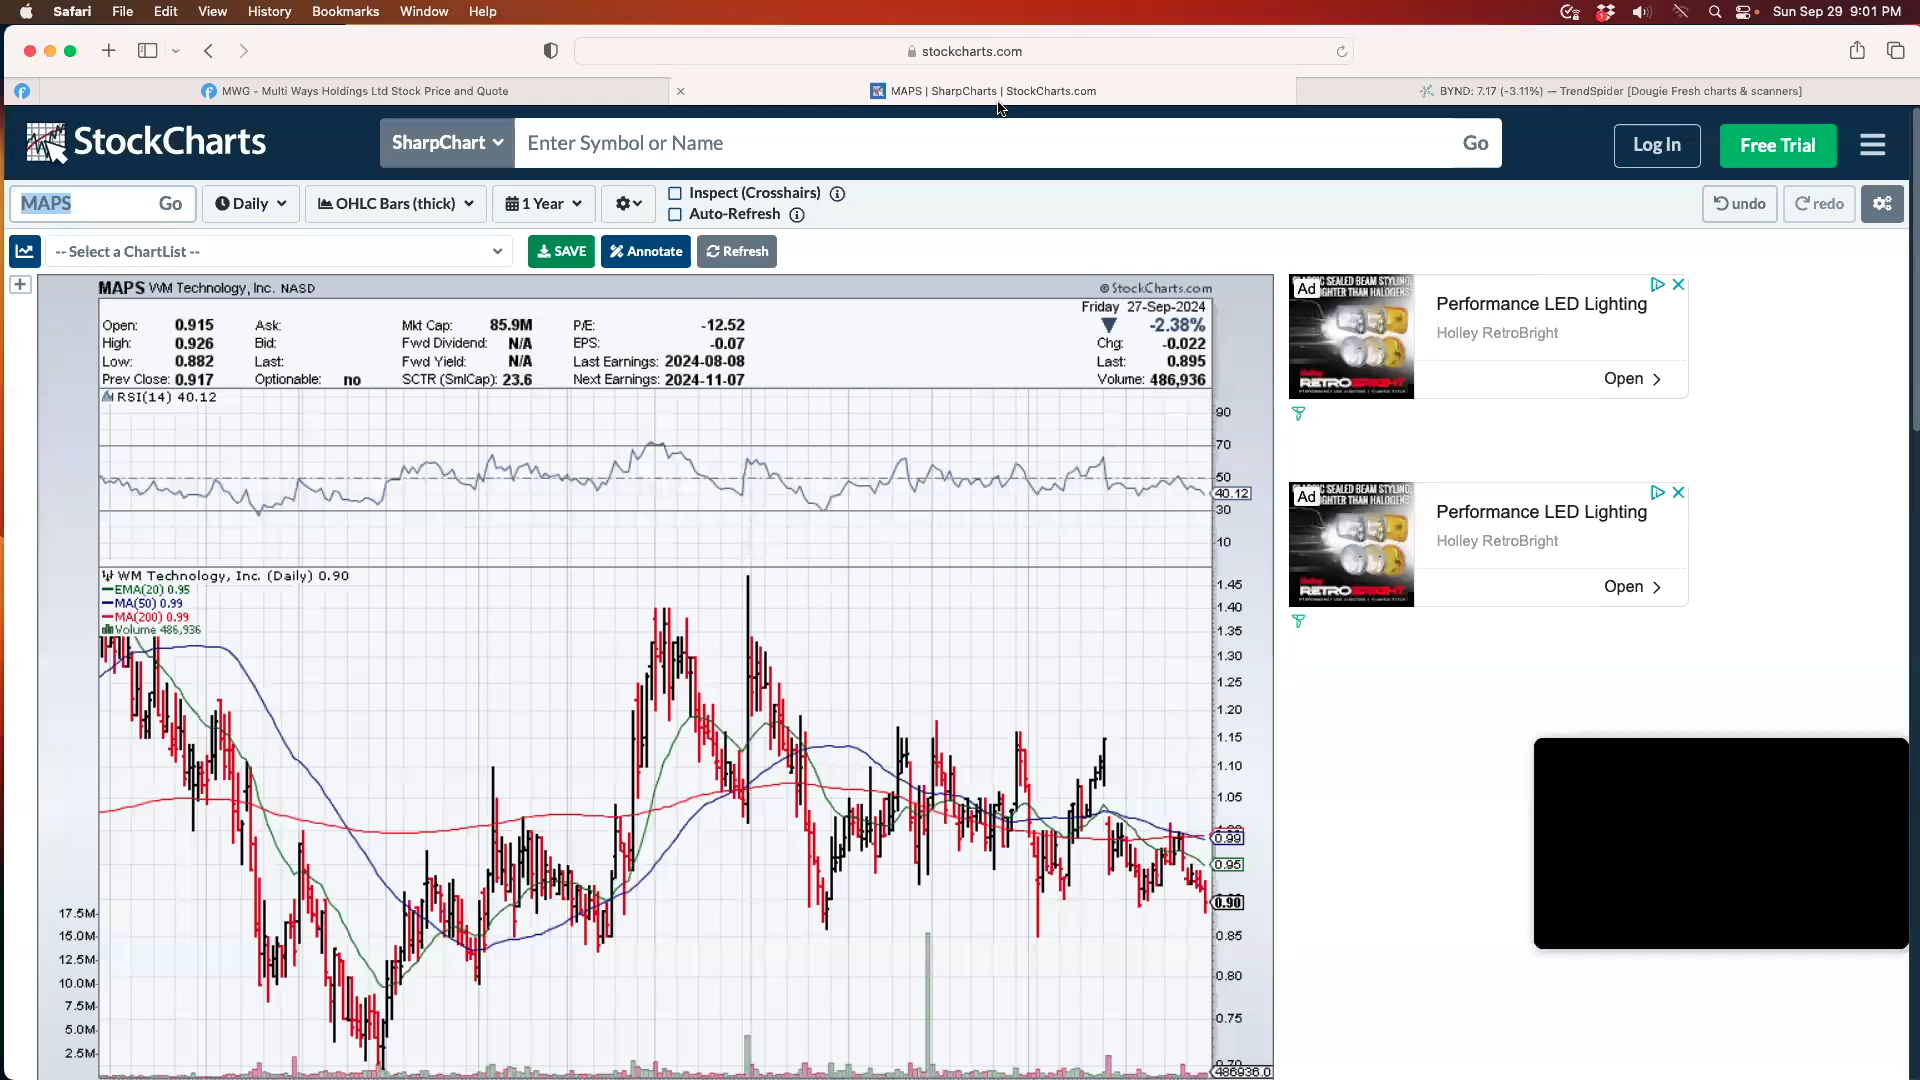 Safari File Edit View History Bookmarks Window Help Sun Sep 29 9:01 PM
stockcharts.com
MWG - Multi Ways Holdings Ltd Stock Price and Quote
MAPS | SharpCharts | StockCharts.com
BYND: 7.17 (-3.11%) — TrendSpider [Dougie Fresh charts & scanners]
StockCharts SharpChart Enter Symbol or Name Go Log In Free Trial
MAPS Go Daily OHLC Bars (thick) 1 Year Inspect (Crosshairs) undo redo
Auto-Refresh
-- Select a ChartList -- SAVE Annotate Refresh
MAPS WM Technology, Inc. NASD @StockCharts.com
Friday 27-Sep-2024
Open: 0.915 Ask: Mkt Cap: 85.9M P/E: -12.52 -2.38%
High: 0.926 Bid: Fwd Dividend: N/A EPS: -0.07 Chg: -0.022
Low: 0.882 Last: Fwd Yield: N/A Last Earnings: 2024-08-08 Last: 0.895
Prev Close: 0.917 Optionable: no SCTR (SmlCap): 23.6 Next Earnings: 2024-11-07 Volume: 486,936
RSI(14) 40.12
90
70
50
40.12
30
10
WM Technology, Inc. (Daily) 0.90
EMA(20) 0.95
MA(50) 0.99
MA(200) 0.99
Volume 486,936
1.45
1.40
1.35
1.30
1.25
1.20
1.15
1.10
1.05
0.99
0.95
0.90
0.85
0.80
0.75
0.70
486936.0
17.5M
15.0M
12.5M
10.0M
7.5M
5.0M
2.5M
Ad
Performance LED Lighting
Holley RetroBright
Open
RETROBRIGHT
Ad
Performance LED Lighting
Holley RetroBright
Open
RETROBRIGHT